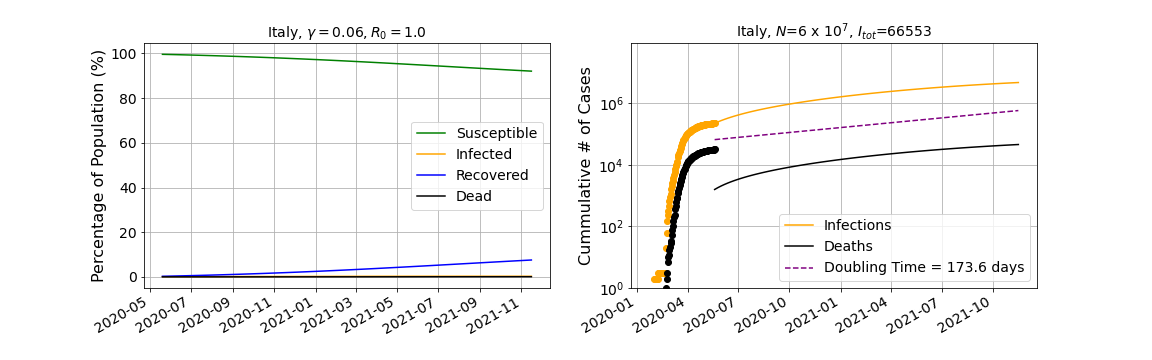 Italy, γ = 0.06, R₀ = 1.0
Percentage of Population (%)
100
80
60
40
20
0
Susceptible
Infected
Recovered
Dead
2020-05
2020-07
2020-09
2020-11
2021-01
2021-03
2021-05
2021-07
2021-09
2021-11
Italy, N=6 x 10⁷, Iₜₒₜ=66553
Cummulative # of Cases
10⁶
10⁴
10²
10⁰
Infections
Deaths
Doubling Time = 173.6 days
2020-01
2020-04
2020-07
2020-10
2021-01
2021-04
2021-07
2021-10